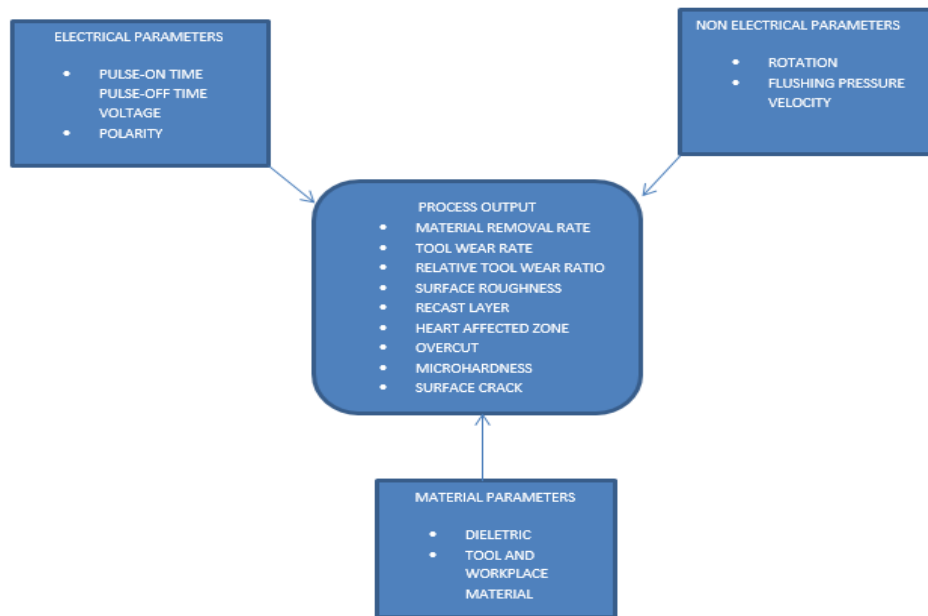 ELECTRICAL PARAMETERS
• PULSE-ON TIME
PULSE-OFF TIME
VOLTAGE
• POLARITY
NON ELECTRICAL PARAMETERS
• ROTATION
• FLUSHING PRESSURE
VELOCITY
PROCESS OUTPUT
• MATERIAL REMOVAL RATE
• TOOL WEAR RATE
• RELATIVE TOOL WEAR RATIO
• SURFACE ROUGHNESS
• RECAST LAYER
• HEART AFFECTED ZONE
• OVERCUT
• MICROHARDNESS
• SURFACE CRACK
MATERIAL PARAMETERS
• DIELETRIC
• TOOL AND
WORKPLACE
MATERIAL